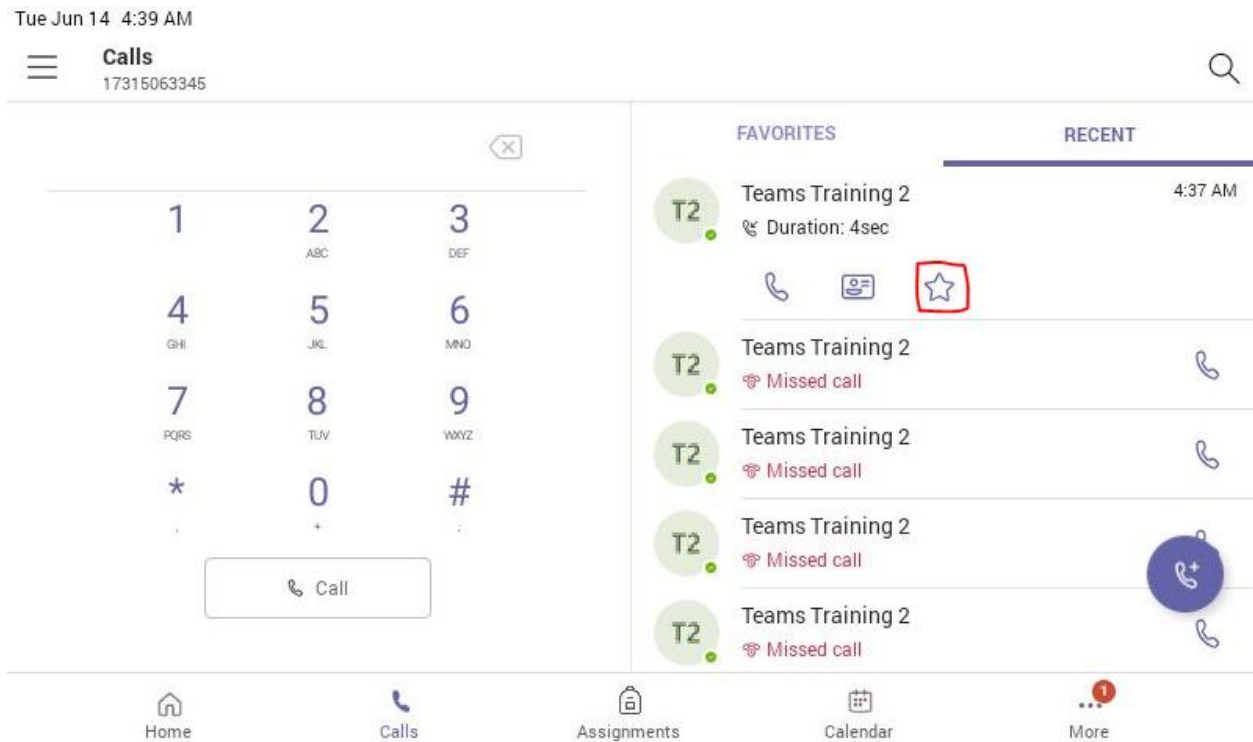 Tue Jun 14 4:39 AM
Calls
17315063345
FAVORITES
RECENT
1
2
ABC
3
DEF
4
GHI
5
JKL
6
MNO
7
PQRS
8
TUV
9
WXYZ
*
,
0
+
#
;
Call
T2
Teams Training 2
4:37 AM
Duration: 4sec
T2
Teams Training 2
Missed call
T2
Teams Training 2
Missed call
T2
Teams Training 2
Missed call
T2
Teams Training 2
Missed call
Home
Calls
Assignments
Calendar
1
More